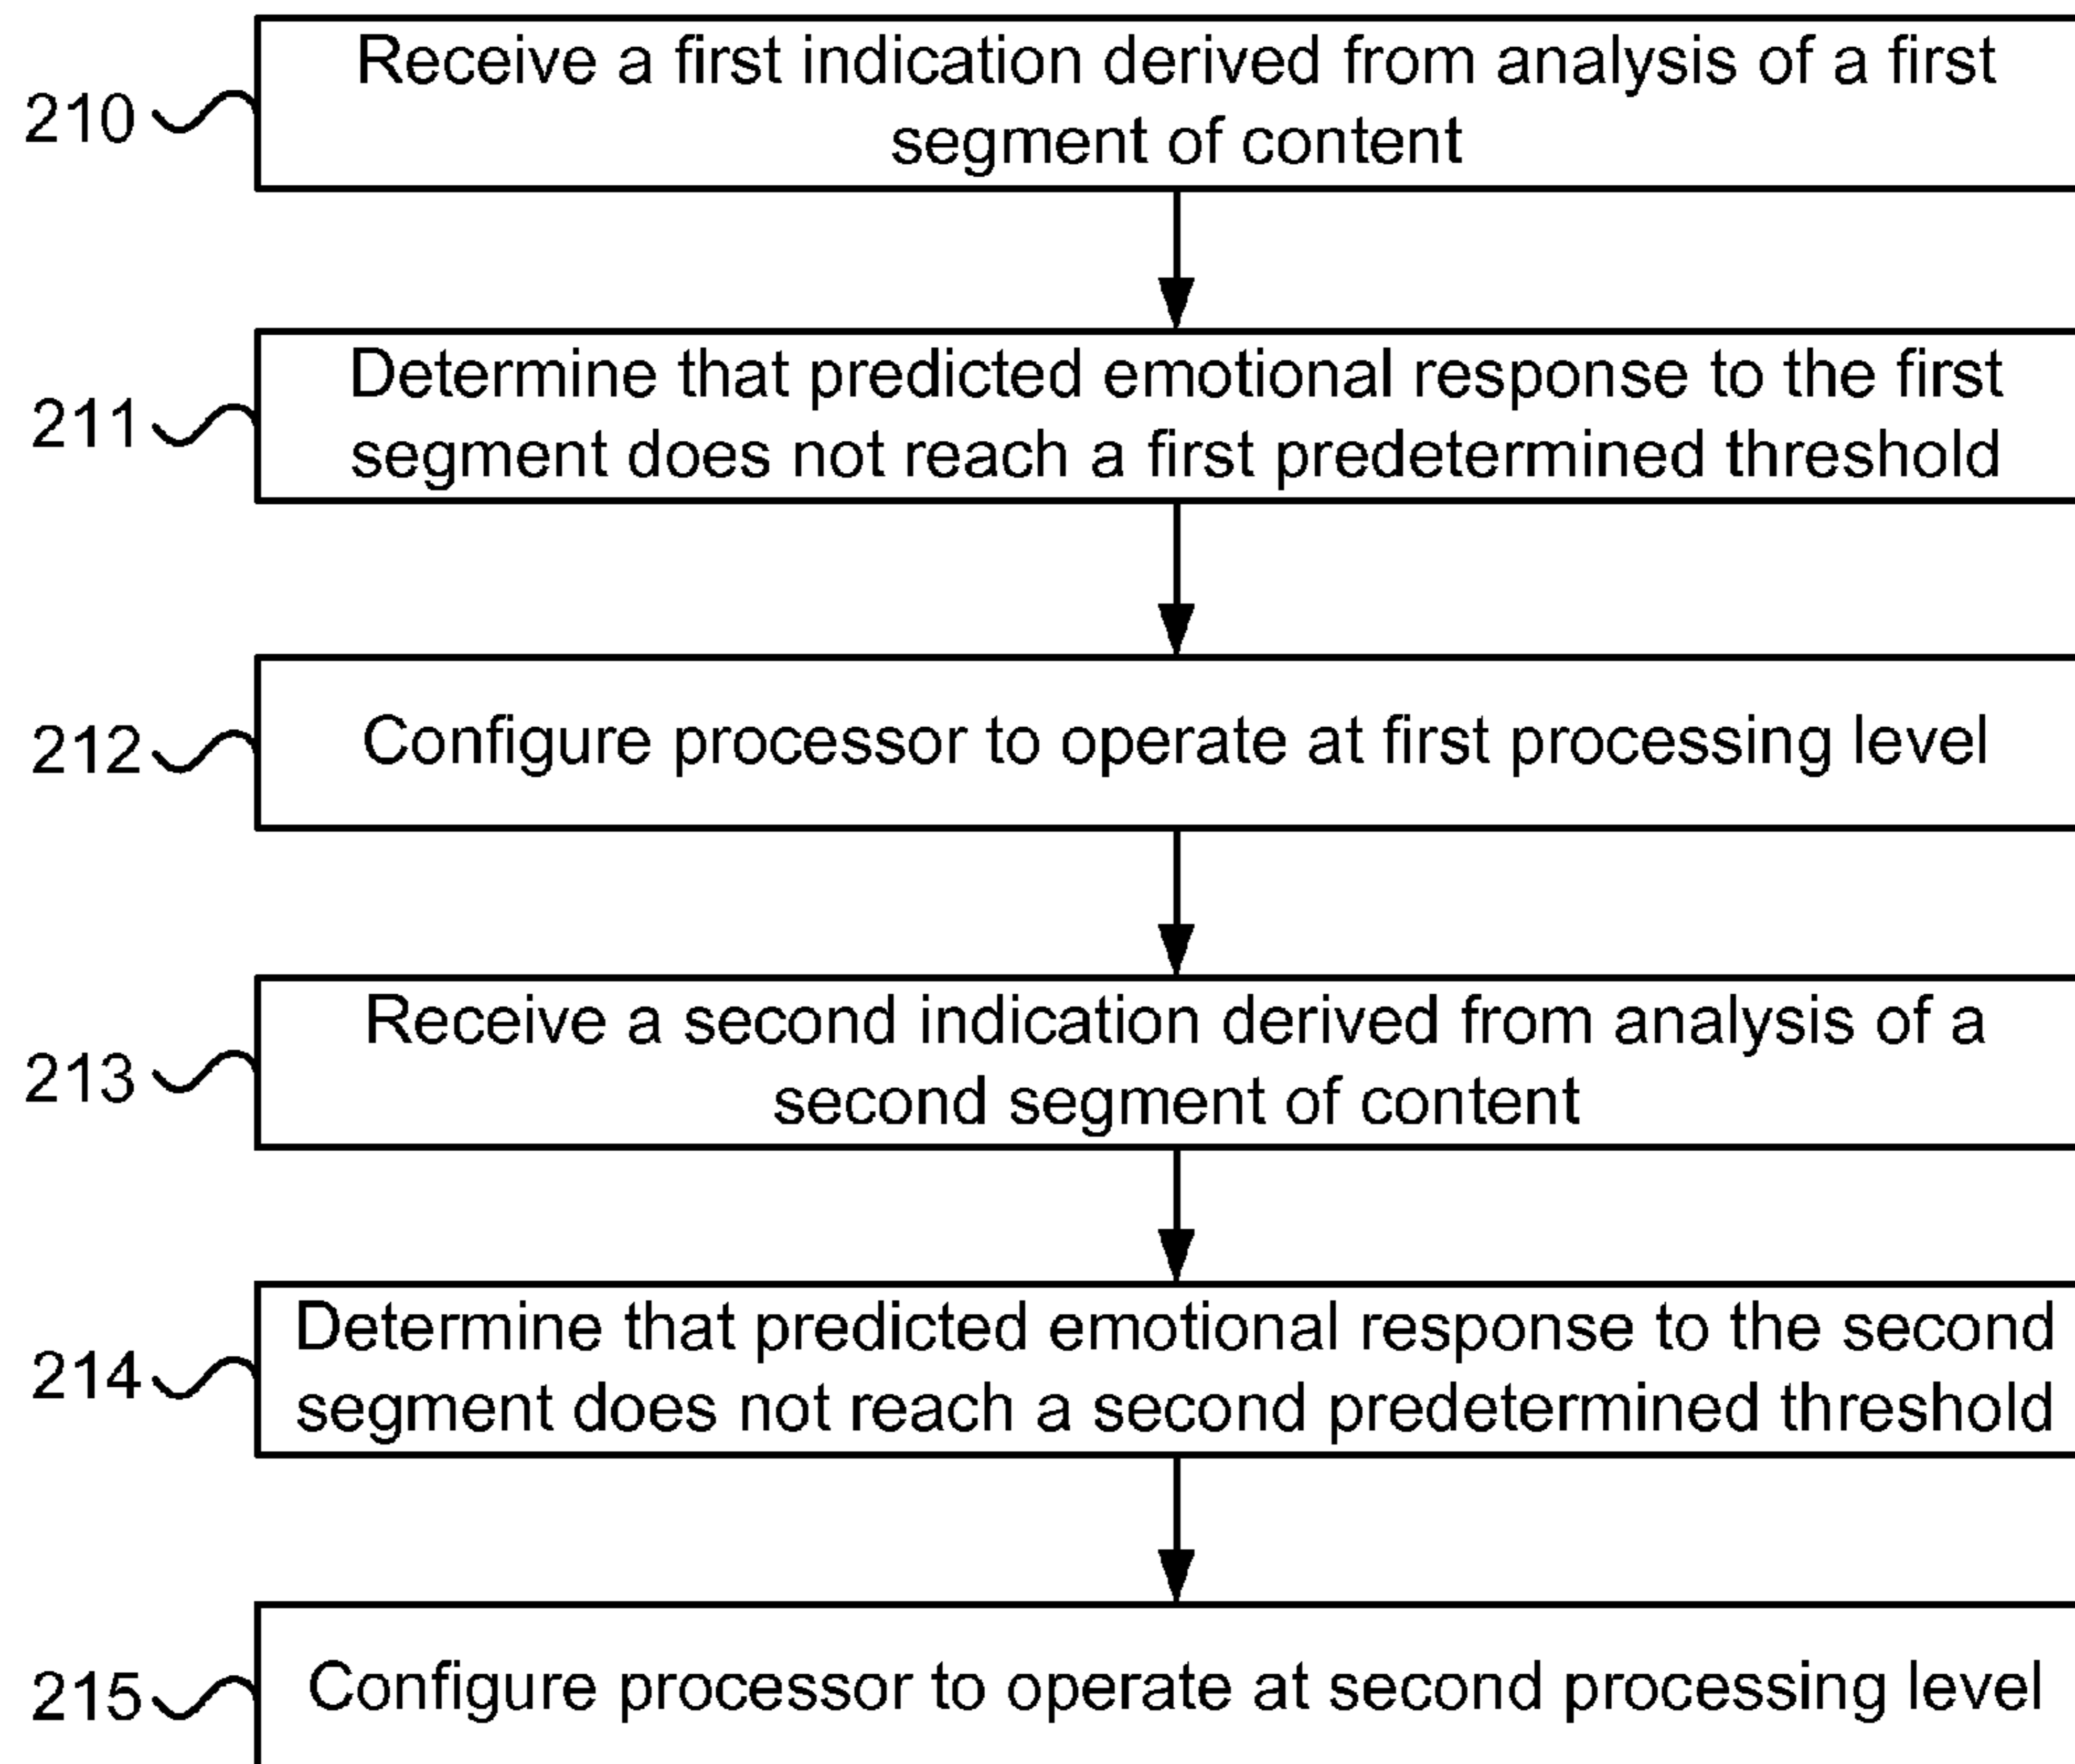 210
Receive a first indication derived from analysis of a first
segment of content
211
Determine that predicted emotional response to the first
segment does not reach a first predetermined threshold
212
Configure processor to operate at first processing level
213
Receive a second indication derived from analysis of a
second segment of content
214
Determine that predicted emotional response to the second
segment does not reach a second predetermined threshold
215
Configure processor to operate at second processing level